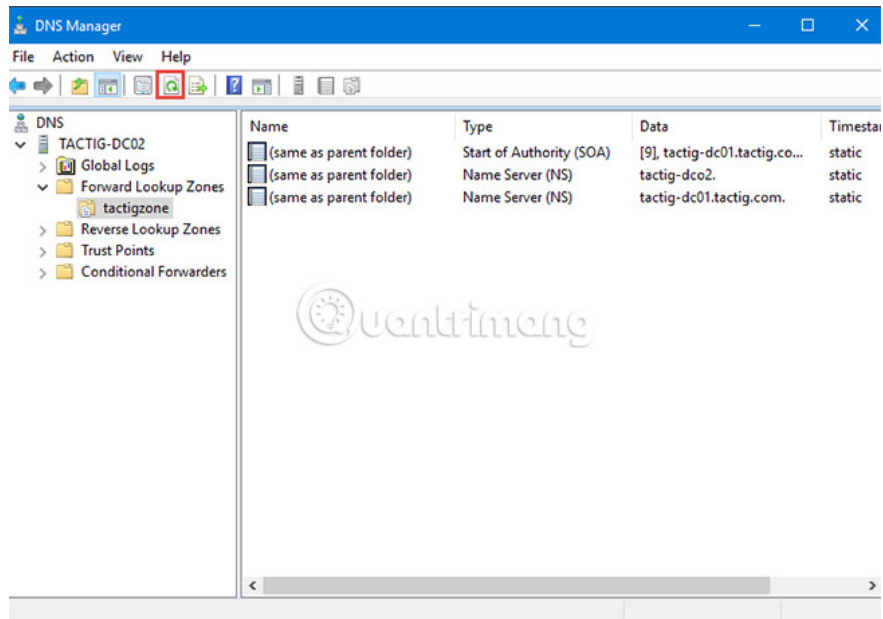 DNS Manager
File Action View Help
DNS
TACTIG-DC02
Global Logs
Forward Lookup Zones
tactigzone
Reverse Lookup Zones
Trust Points
Conditional Forwarders
Name Type Data Timestar
(same as parent folder) Start of Authority (SOA) [9], tactig-dc01.tactig.co... static
(same as parent folder) Name Server (NS) tactig-dco2. static
(same as parent folder) Name Server (NS) tactig-dc01.tactig.com. static
Quantrimang